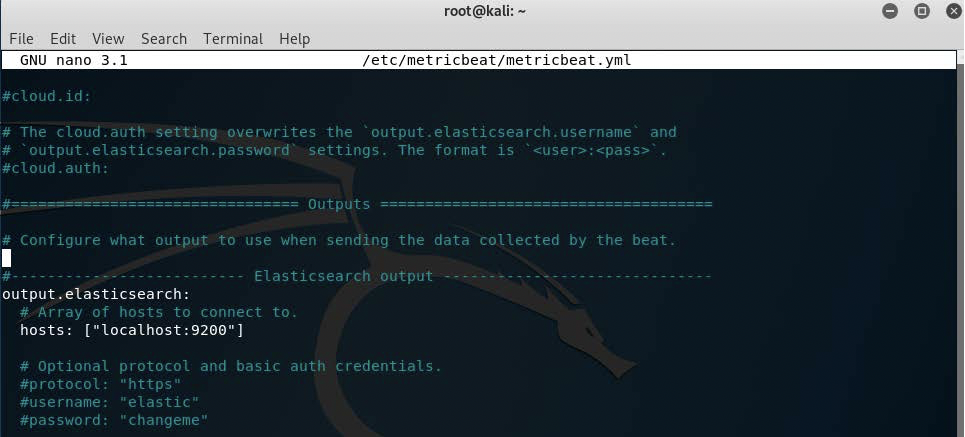 root@kali: ~
File Edit View Search Terminal Help
GNU nano 3.1 /etc/metricbeat/metricbeat.yml
#cloud.id:
# The cloud.auth setting overwrites the `output.elasticsearch.username` and
# `output.elasticsearch.password` settings. The format is `<user>:<pass>`.
#cloud.auth:
#================================ Outputs =====================================
# Configure what output to use when sending the data collected by the beat.
#-------------------------- Elasticsearch output ------------------------------
output.elasticsearch:
# Array of hosts to connect to.
hosts: ["localhost:9200"]
# Optional protocol and basic auth credentials.
#protocol: "https"
#username: "elastic"
#password: "changeme"